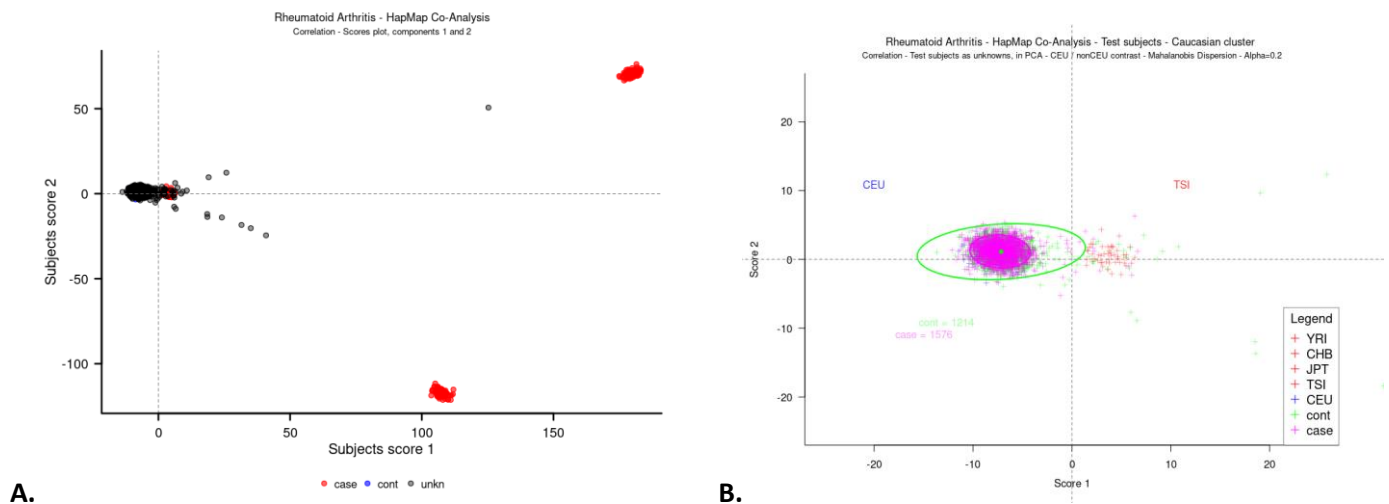 Rheumatoid Arthritis - HapMap Co-Analysis
Correlation - Scores plot, components 1 and 2
Subjects score 2
50
0
-50
-100
0
50
100
150
Subjects score 1
case
cont
unkn
A.
Rheumatoid Arthritis - HapMap Co-Analysis - Test subjects - Caucasian cluster
Correlation - Test subjects as unknowns, in PCA - CEU / nonCEU contrast - Mahalanobis Dispersion - Alpha=0.2
Score 2
20
10
0
-10
-20
CEU
TSI
cont = 1214
case = 1576
Legend
YRI
CHB
JPT
TSI
CEU
cont
case
-20
-10
0
10
20
Score 1
B.